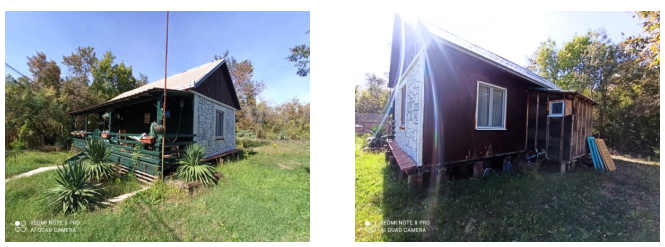 REDMI NOTE 8 PRO
AI QUAD CAMERA
REDMI NOTE 8 PRO
AI QUAD CAMERA